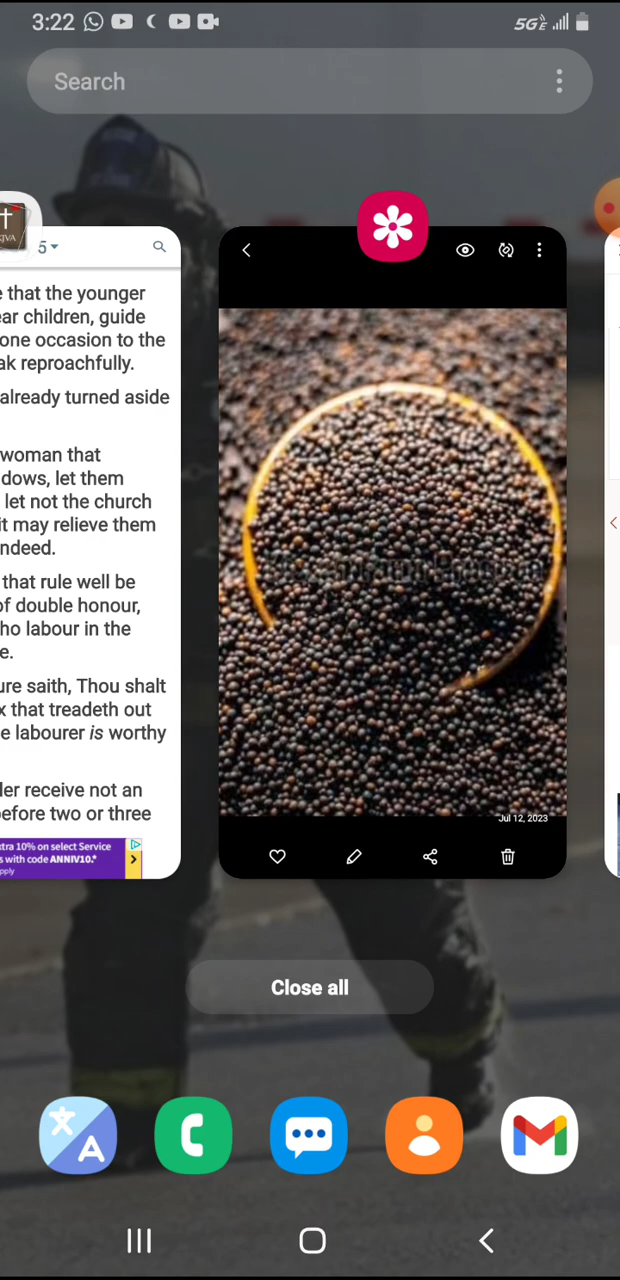 3:22
5G E
Search
KJVA
5
e that the younger
ear children, guide
one occasion to the
ak reproachfully.
already turned aside
woman that
dows, let them
let not the church
it may relieve them
ndeed.
that rule well be
of double honour,
ho labour in the
e.
ure saith, Thou shalt
x that treadeth out
e labourer is worthy
der receive not an
before two or three
xtra 10% on select Service
s with code ANNIV10.*
pply
Jul 12, 2023
Close all
A